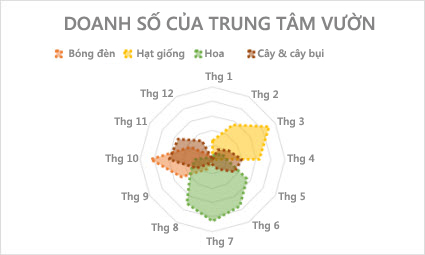 DOANH SỐ CỦA TRUNG TÂM VƯỜN
Bóng đèn Hạt giống Hoa Cây & cây bụi
Thg 1
Thg 2
Thg 3
Thg 4
Thg 5
Thg 6
Thg 7
Thg 8
Thg 9
Thg 10
Thg 11
Thg 12